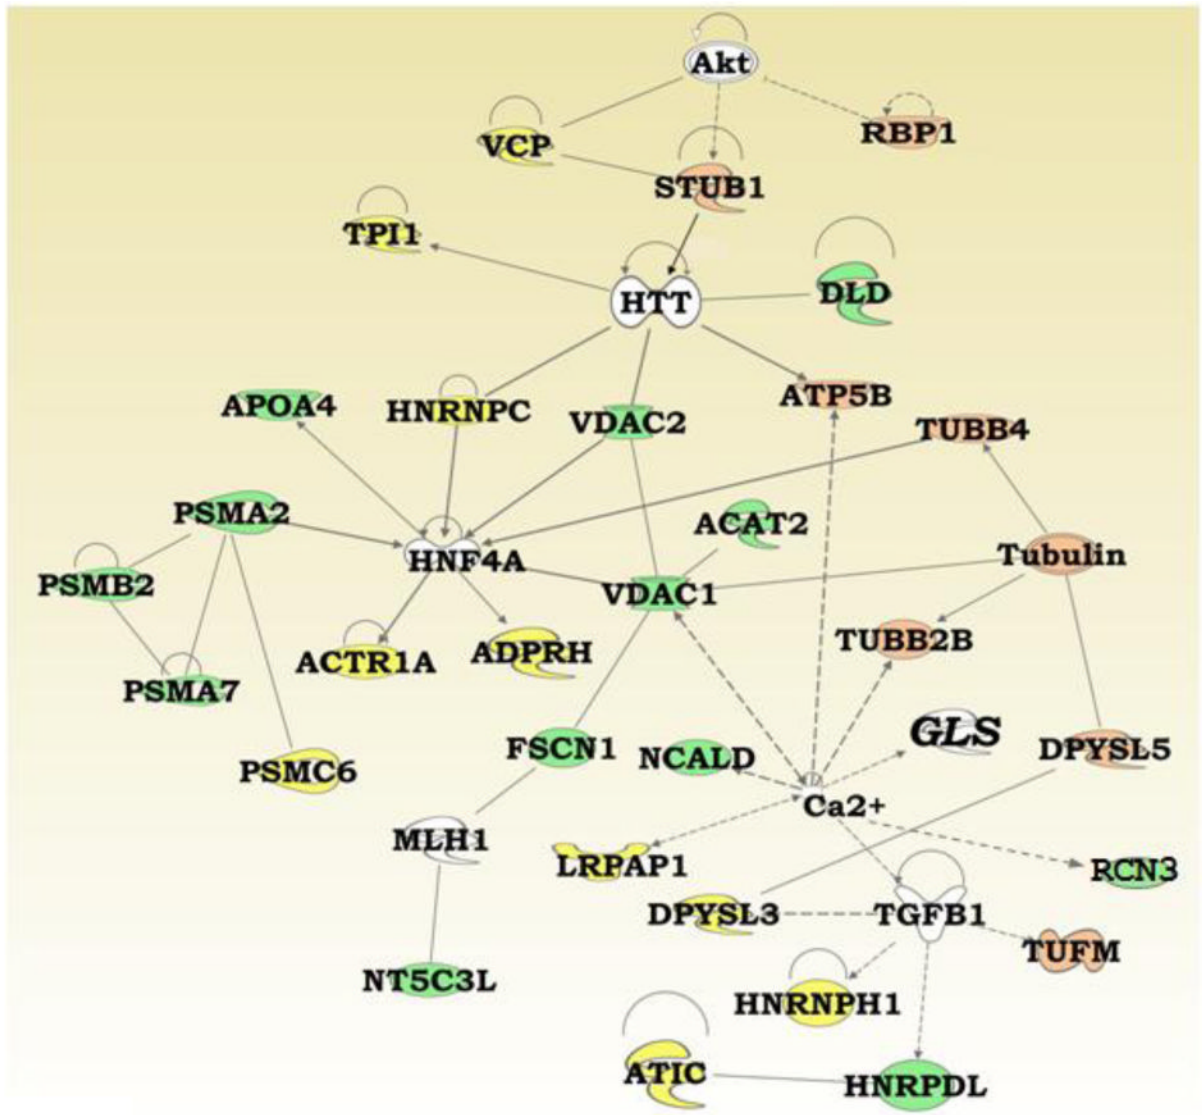 Akt
RBP1
VCP
STUB1
TPI1
DLD
HTT
APOA4
HNRNPC
VDAC2
ATP5B
TUBB4
PSMA2
ACAT2
HNF4A
Tubulin
PSMB2
VDAC1
TUBB2B
ADPRH
ACTR1A
PSMA7
GLS
FSCN1
NCALD
DPYSL5
PSMC6
Ca2+
MLH1
LRPAP1
RCN3
DPYSL3
TGFB1
TUFM
NT5C3L
HNRNPH1
ATIC
HNRPDL